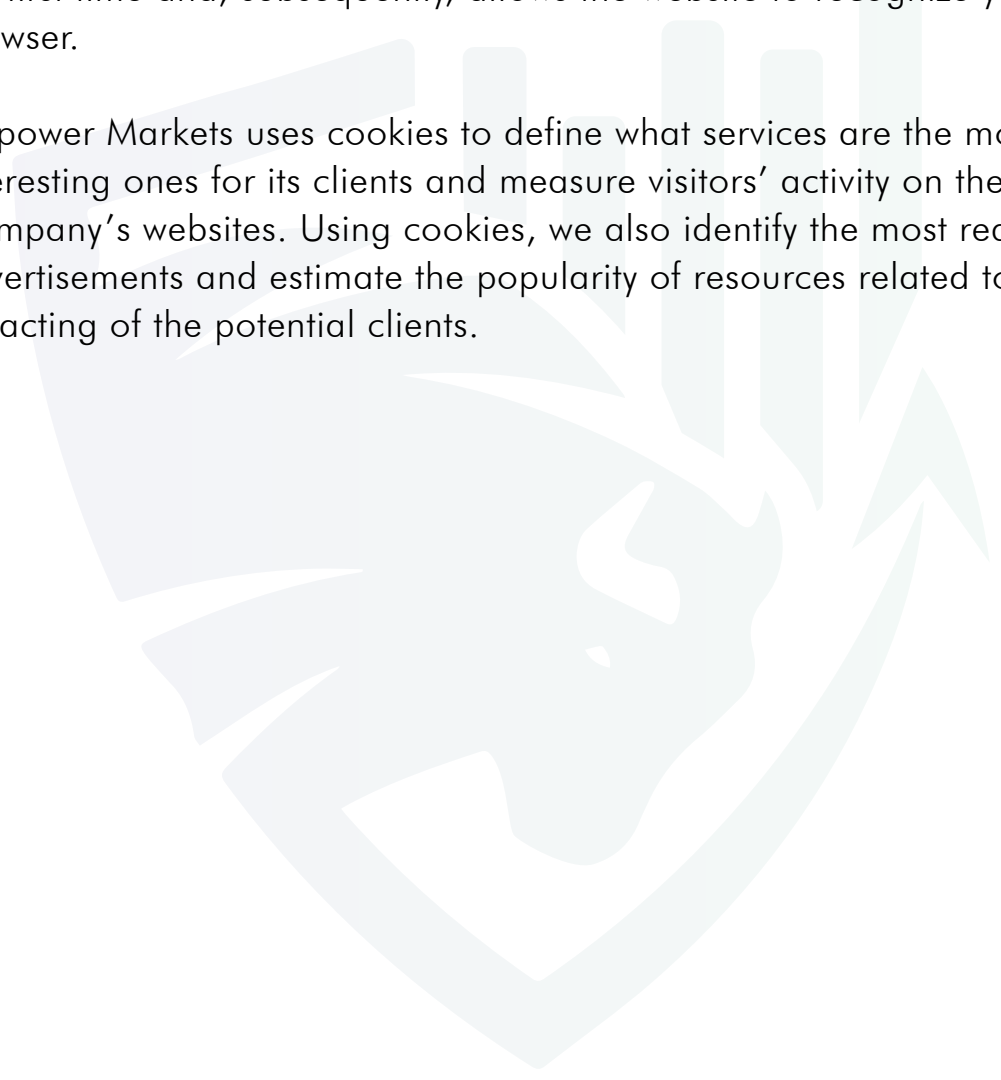 wser.
power Markets uses cookies to define what services are the mo
eresting ones for its clients and measure visitors’ activity on the
mpany’s websites. Using cookies, we also identify the most rea
vertisements and estimate the popularity of resources related to
acting of the potential clients.